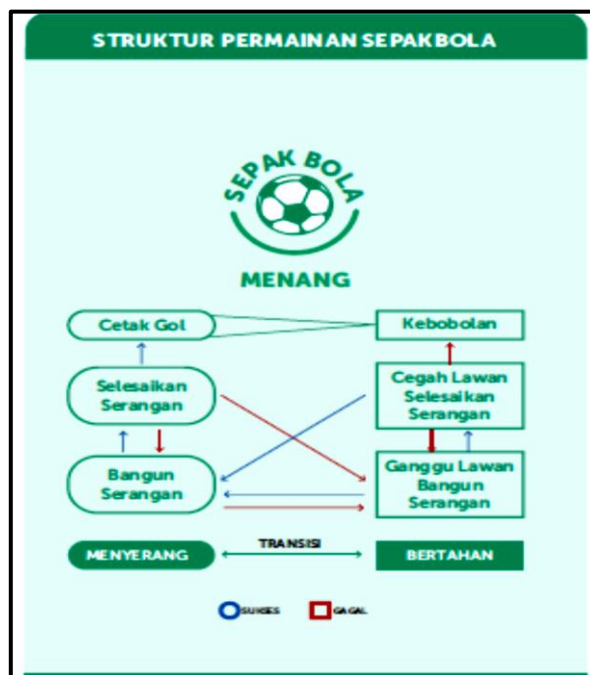 STRUKTUR PERMAINAN SEPAKBOLA
SEPAK BOLA
MENANG
Cetak Gol
Kebobolan
Selesaikan
Serangan
Cegah Lawan
Selesaikan
Serangan
Bangun
Serangan
Ganggu Lawan
Bangun
Serangan
MENYERANG
TRANSISI
BERTAHAN
SUKSES
GAGAL